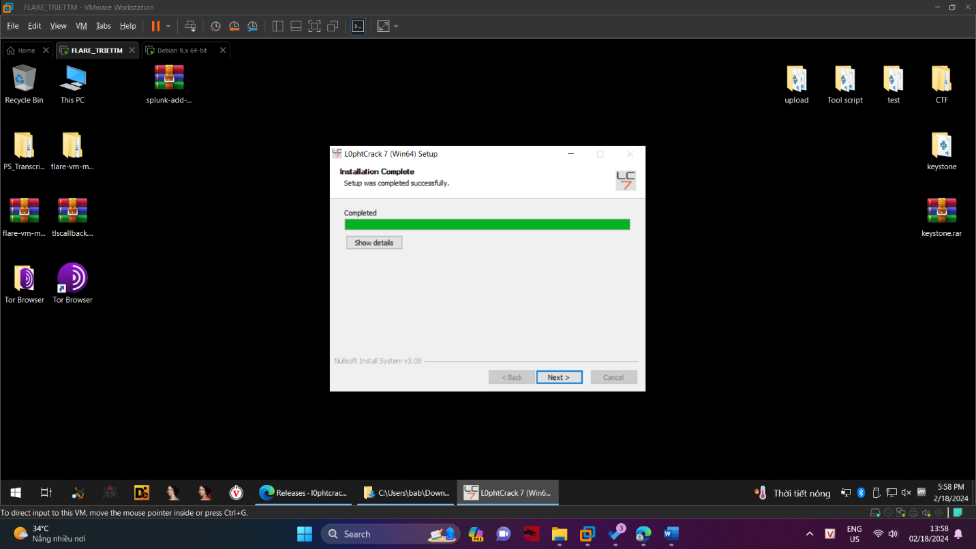 FLARE_TRIETTM - VMware Workstation
File Edit View VM Tabs Help
Home FLARE_TRIETTM Debian 9.x 64-bit
Recycle Bin This PC splunk-add-... upload Tool script test CTF
PS_Transcri... flare-vm-m... keystone
flare-vm-m... tlscallback... keystone.rar
Tor Browser Tor Browser
L0phtCrack 7 (Win64) Setup
Installation Complete
Setup was completed successfully.
LC
7
Completed
Show details
Nullsoft Install System v3.08
< Back Next > Cancel
Releases · l0phtcrac... C:\Users\bab\Down... L0phtCrack 7 (Win6... Thời tiết nóng 5:58 PM
2/18/2024
To direct input to this VM, move the mouse pointer inside or press Ctrl+G.
34°C
Nắng nhiều nơi
Search
3
V
ENG
US
13:58
02/18/2024